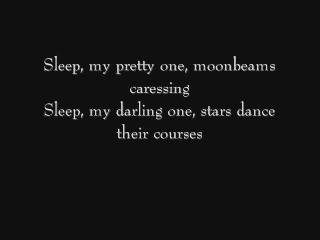 Sleep, my pretty one, moonbeams
caressing
Sleep, my darling one, stars dance
their courses